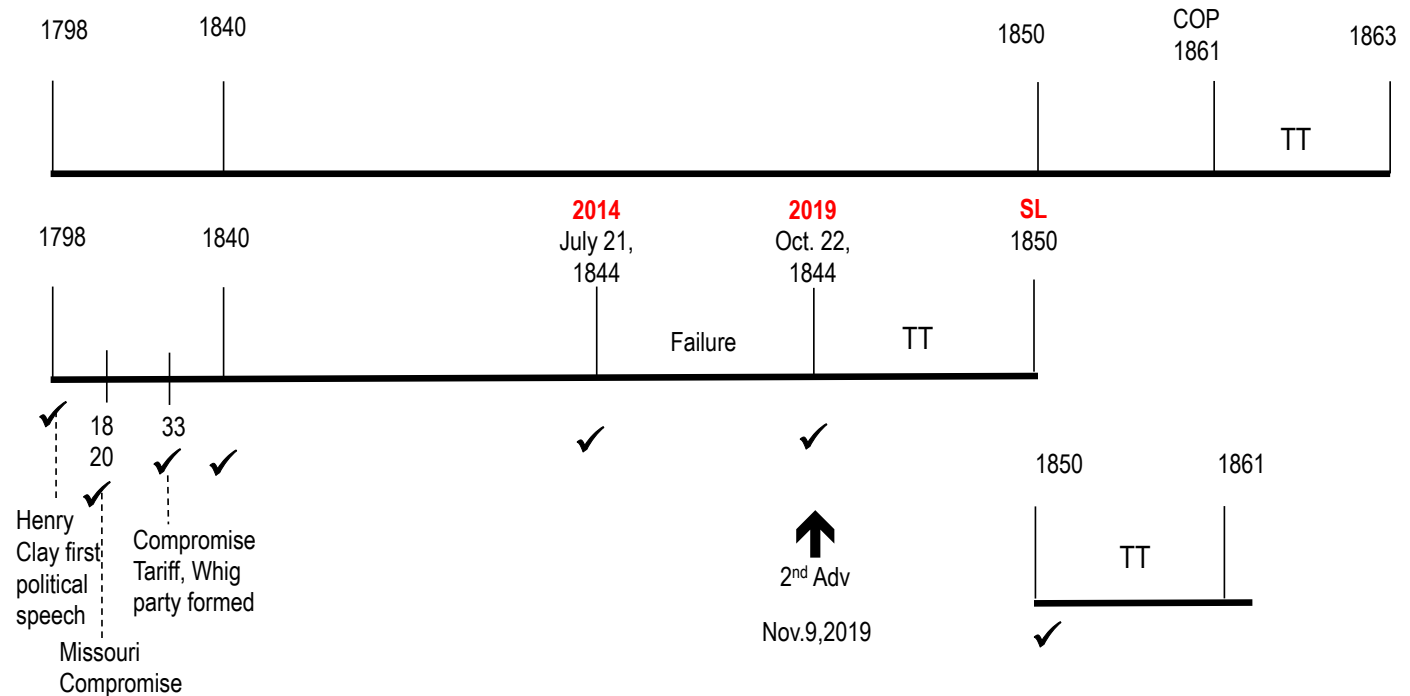 1798
1840
1850
COP
1861
1863
TT
2014
July 21,
1844
2019
Oct. 22,
1844
SL
1850
1798
1840
Failure
TT
18
20
33
Henry
Clay first
political
speech
Missouri
Compromise
Compromise
Tariff, Whig
party formed
2nd Adv
Nov.9,2019
1850
1861
TT